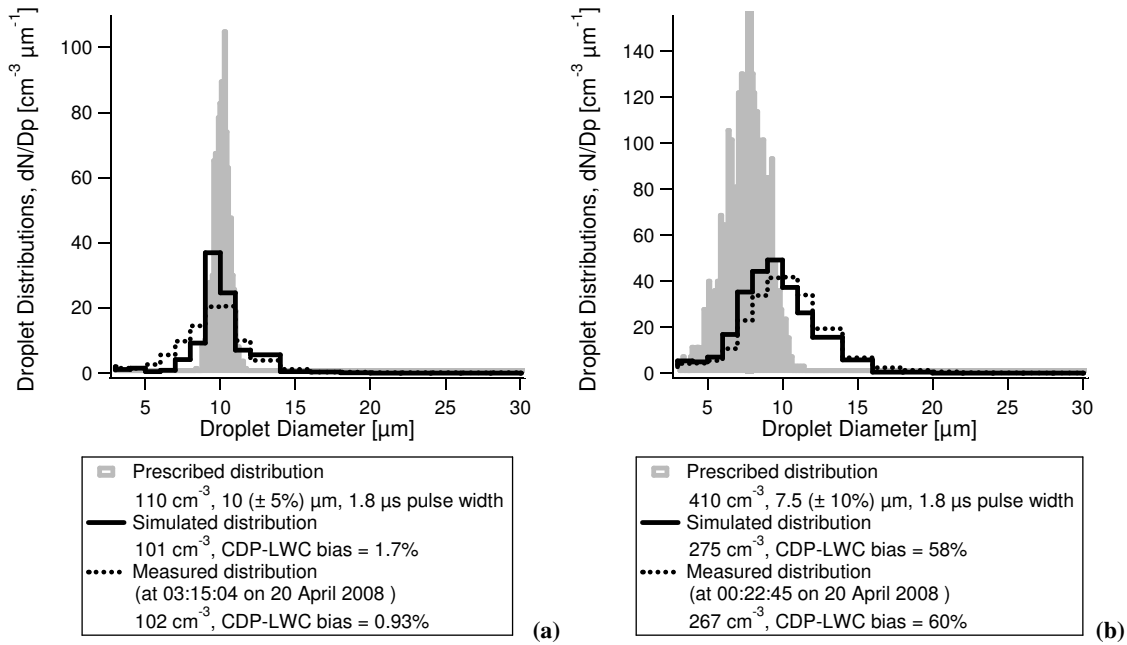 Droplet Distributions, dN/Dp [cm⁻³ µm⁻¹]
100
80
60
40
20
0
5
10
15
20
25
30
Droplet Diameter [µm]
Prescribed distribution
110 cm⁻³, 10 (± 5%) µm, 1.8 µs pulse width
Simulated distribution
101 cm⁻³, CDP-LWC bias = 1.7%
Measured distribution
(at 03:15:04 on 20 April 2008 )
102 cm⁻³, CDP-LWC bias = 0.93%
(a)
Droplet Distributions, dN/Dp [cm⁻³ µm⁻¹]
140
120
100
80
60
40
20
0
5
10
15
20
25
30
Droplet Diameter [µm]
Prescribed distribution
410 cm⁻³, 7.5 (± 10%) µm, 1.8 µs pulse width
Simulated distribution
275 cm⁻³, CDP-LWC bias = 58%
Measured distribution
(at 00:22:45 on 20 April 2008 )
267 cm⁻³, CDP-LWC bias = 60%
(b)